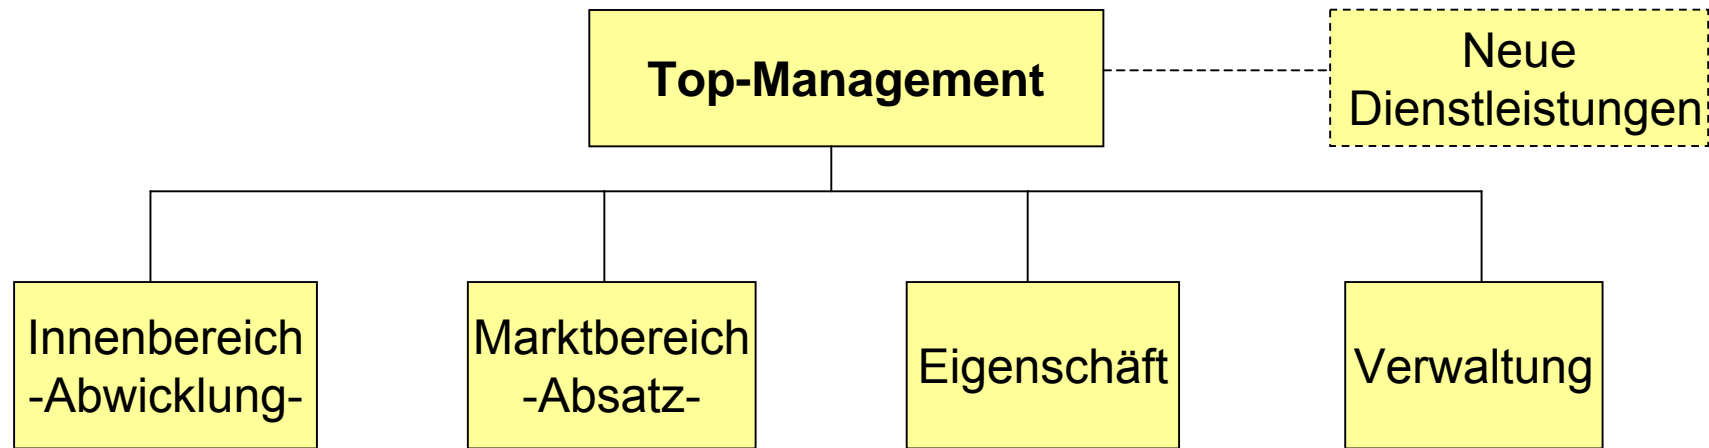 Top-Management
Neue
Dienstleistungen
Innenbereich
-Abwicklung-
Marktbereich
-Absatz-
Eigenschäft
Verwaltung